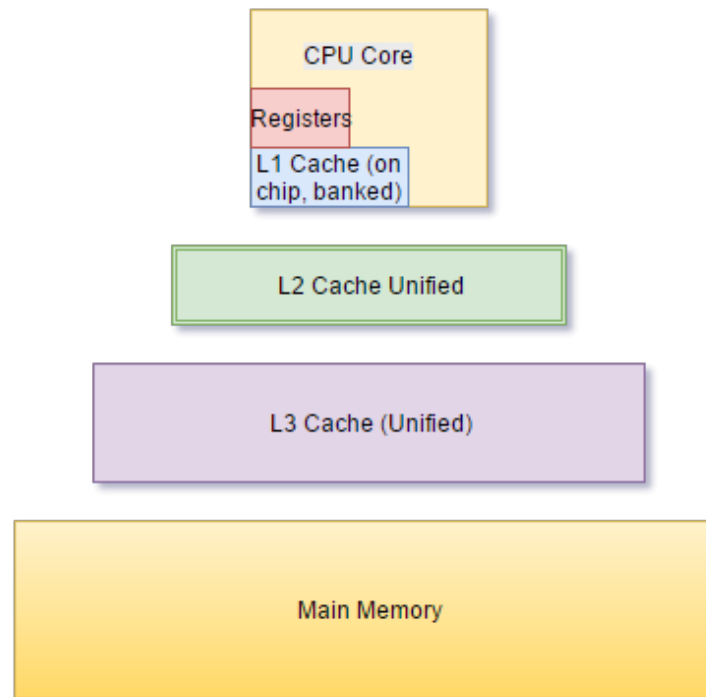 CPU Core
Registers
L1 Cache (on
chip, banked)
L2 Cache Unified
L3 Cache (Unified)
Main Memory